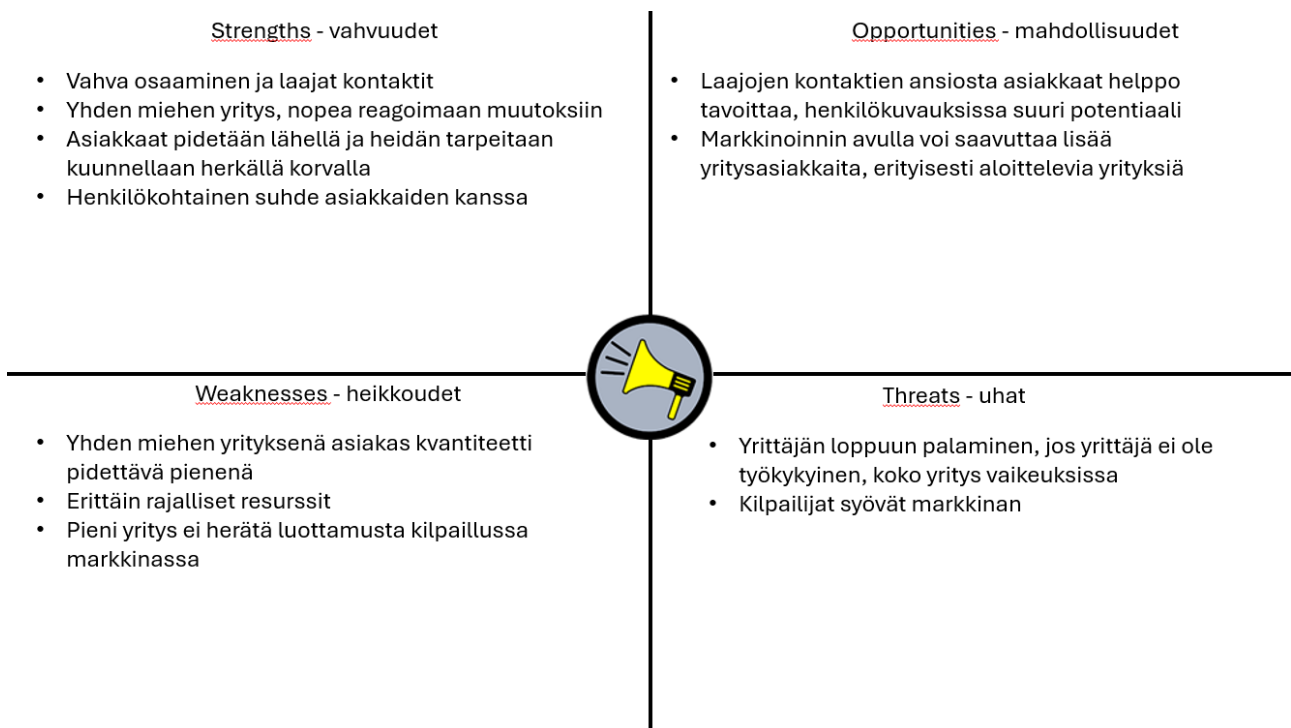 Strengths - vahvuudet
• Vahva osaaminen ja laajat kontaktit
• Yhden miehen yritys, nopea reagoimaan muutoksiin
• Asiakkaat pidetään lähellä ja heidän tarpeitaan
kuunnellaan herkällä korvalla
• Henkilökohtainen suhde asiakkaiden kanssa
Opportunities - mahdollisuudet
• Laajojen kontaktien ansiosta asiakkaat helppo
tavoittaa, henkilökuvauksissa suuri potentiaali
• Markkinoinnin avulla voi saavuttaa lisää
yritysasiakkaita, erityisesti aloittelevia yrityksiä
Weaknesses - heikkoudet
• Yhden miehen yrityksenä asiakas kvantiteetti
pidettävä pienenä
• Erittäin rajalliset resurssit
• Pieni yritys ei herätä luottamusta kilpaillussa
markkinassa
Threats - uhat
• Yrittäjän loppuun palaminen, jos yrittäjä ei ole
työkykyinen, koko yritys vaikeuksissa
• Kilpailijat syövät markkinan